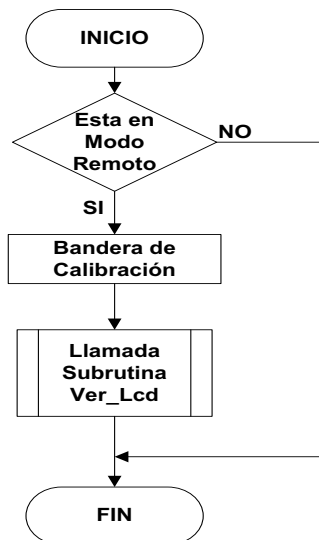 INICIO
Esta en
Modo
Remoto
NO
SI
Bandera de
Calibración
Llamada
Subrutina
Ver_Lcd
FIN